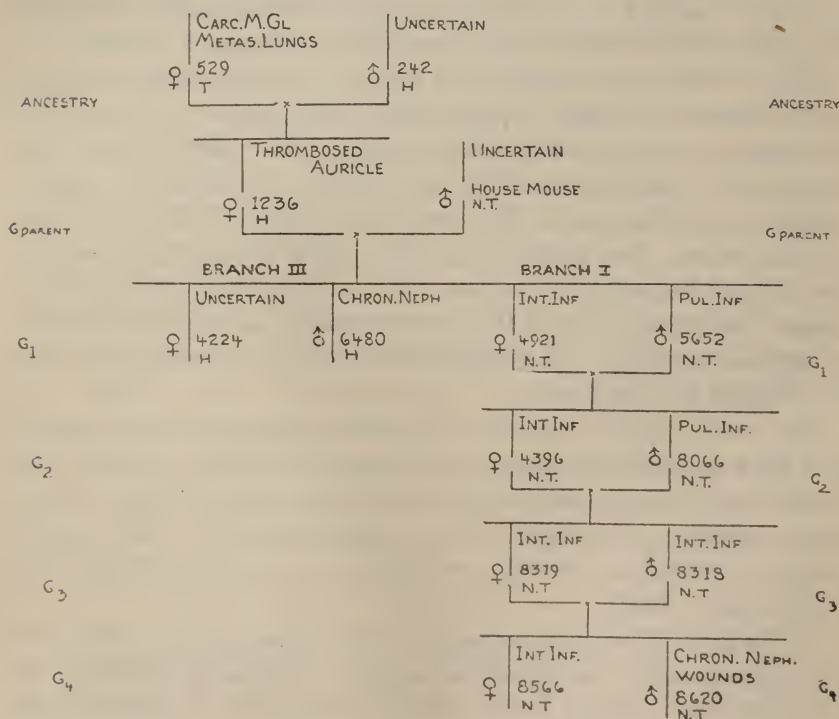 CARC. M. GL
METAS. LUNGS
UNCERTAIN
♀ 529
T
♂ 242
H
ANCESTRY
ANCESTRY
THROMBOSED
AURICLE
UNCERTAIN
♀ 1236
H
♂ HOUSE MOUSE
N.T.
G PARENT
G PARENT
BRANCH III
BRANCH I
UNCERTAIN
CHRON. NEPH
INT. INF
PUL. INF
G1
♀ 4224
H
♂ 6480
H
♀ 4921
N.T.
♂ 5652
N.T.
G1
INT INF
PUL. INF.
G2
♀ 4396
N.T.
♂ 8066
N.T.
G2
INT. INF
INT. INF
G3
♀ 8319
N.T
♂ 8318
N.T
G3
INT INF.
CHRON. NEPH.
WOUNDS
G4
♀ 8566
N T
♂ 8620
N.T
G4